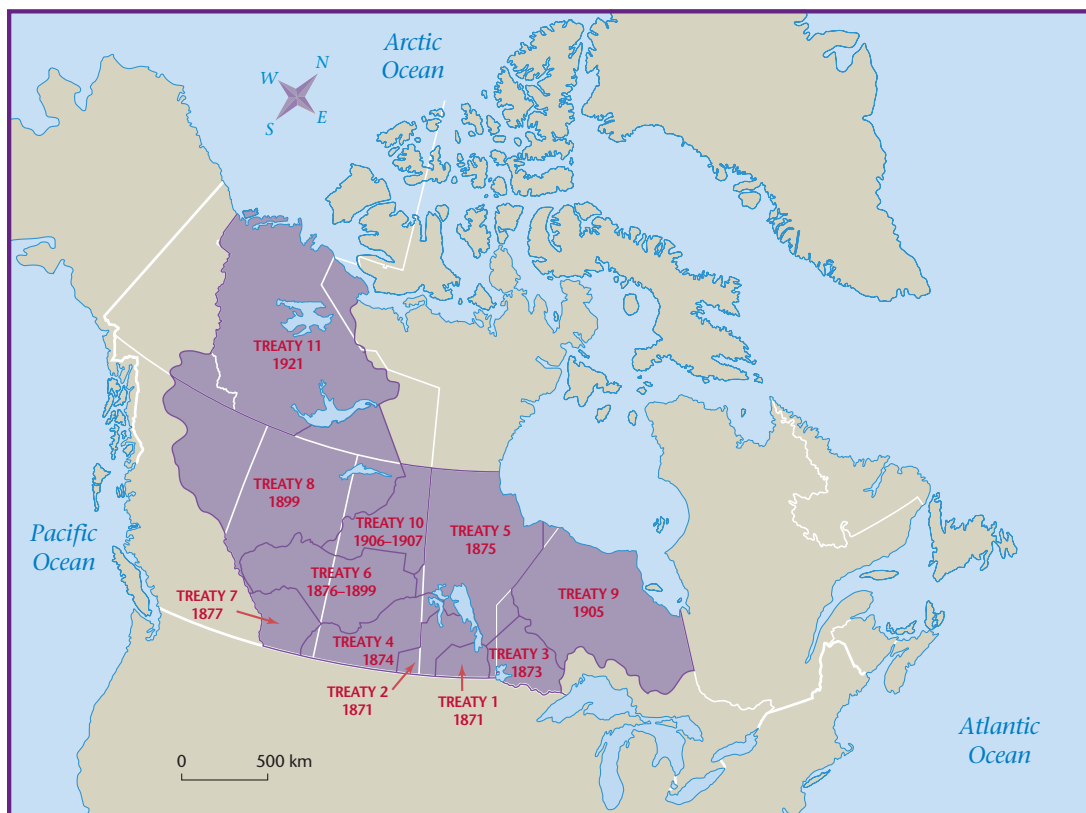 Arctic
Ocean
N
W
S
E
TREATY 11
1921
TREATY 8
1899
TREATY 10
1906–1907
TREATY 5
1875
Pacific
Ocean
TREATY 6
1876–1899
TREATY 7
1877
TREATY 9
1905
TREATY 4
1874
TREATY 3
1873
TREATY 2
1871
TREATY 1
1871
Atlantic
Ocean
0 500 km